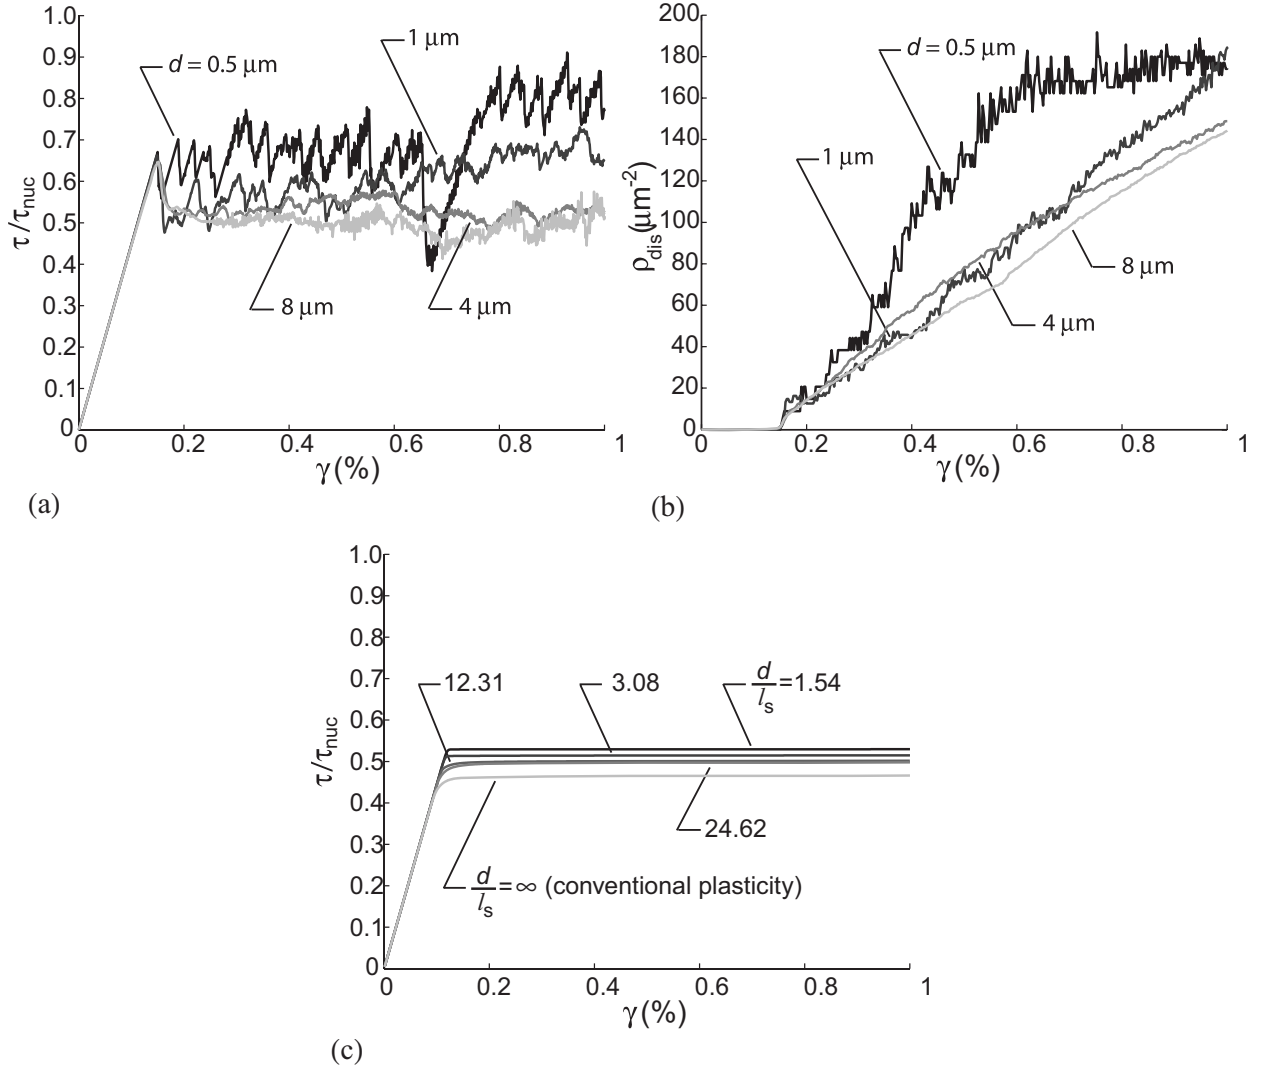 1.0
0.9
0.8
0.7
0.6
0.5
0.4
0.3
0.2
0.1
0
τ/τnuc
d = 0.5 µm
1 µm
8 µm
4 µm
0 0.2 0.4 0.6 0.8 1
γ(%)
(a)
200
180
160
140
120
100
80
60
40
20
0
ρdis(µm-2)
d = 0.5 µm
1 µm
8 µm
4 µm
0 0.2 0.4 0.6 0.8 1
γ(%)
(b)
1.0
0.9
0.8
0.7
0.6
0.5
0.4
0.3
0.2
0.1
0
τ/τnuc
12.31
3.08
d/ls=1.54
24.62
d/ls=∞ (conventional plasticity)
0 0.2 0.4 0.6 0.8 1
γ(%)
(c)